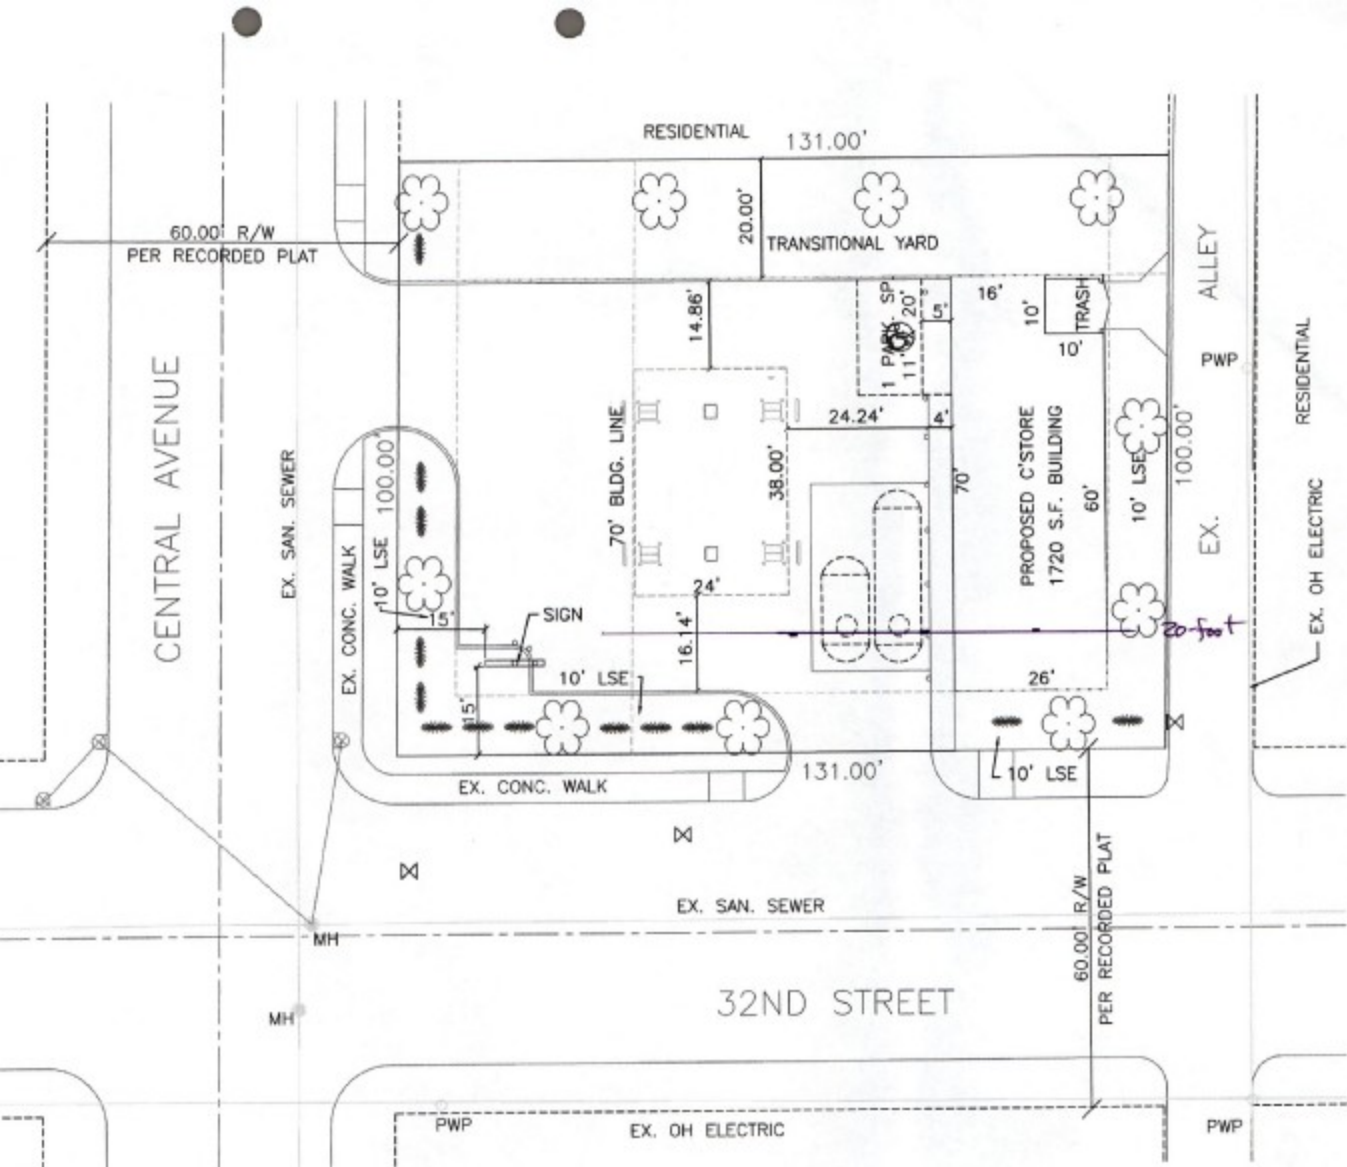 RESIDENTIAL
131.00'
20.00'
TRANSITIONAL YARD
60.00' R/W
PER RECORDED PLAT
ALLEY
14.86'
1 PARK. SP.
11'
20'
5'
16'
10'
TRASH
10'
PWP
RESIDENTIAL
CENTRAL AVENUE
EX. SAN. SEWER
100.00'
70' BLDG. LINE
24.24'
4'
38.00'
70'
PROPOSED C'STORE
1720 S.F. BUILDING
60'
10' LSE
100.00'
EX.
EX. OH ELECTRIC
EX. CONC. WALK
10' LSE
15'
SIGN
24'
16.14'
20-foot
10' LSE
15'
26'
10' LSE
131.00'
EX. CONC. WALK
EX. SAN. SEWER
MH
60.00' R/W
PER RECORDED PLAT
32ND STREET
MH
PWP
EX. OH ELECTRIC
PWP